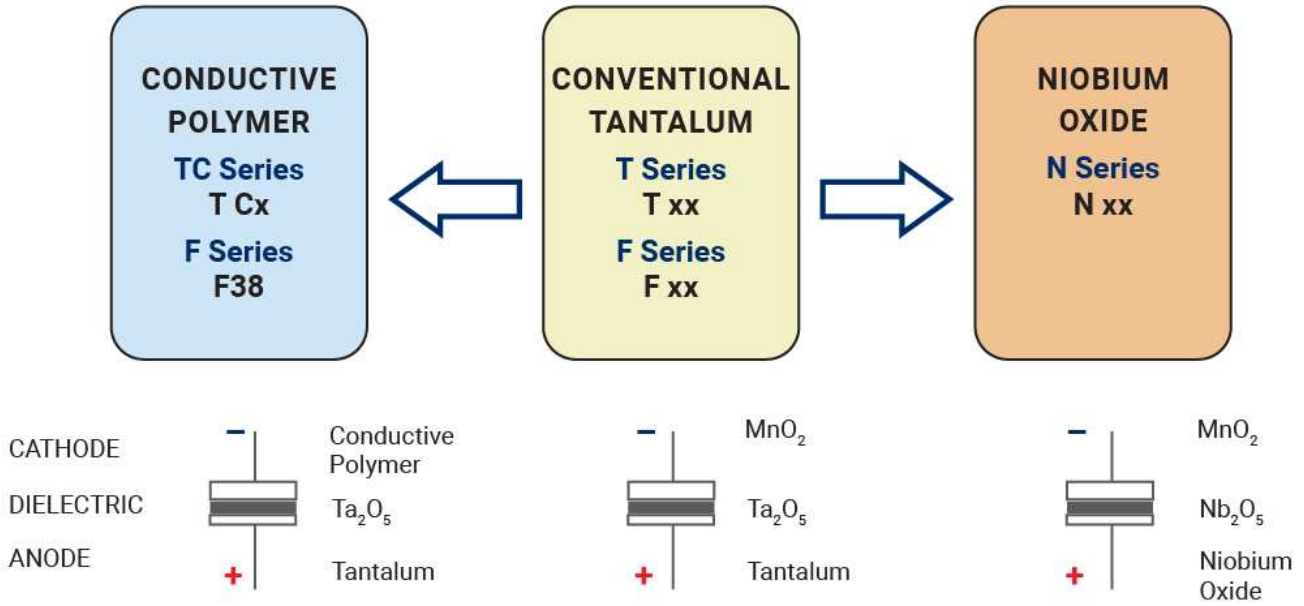 CONDUCTIVE
POLYMER
TC Series
T Cx
F Series
F38
CONVENTIONAL
TANTALUM
T Series
T xx
F Series
F xx
NIOBIUM
OXIDE
N Series
N xx
CATHODE
DIELECTRIC
ANODE
−
Conductive
Polymer
Ta₂O₅
+
Tantalum
−
MnO₂
Ta₂O₅
+
Tantalum
−
MnO₂
Nb₂O₅
+
Niobium
Oxide